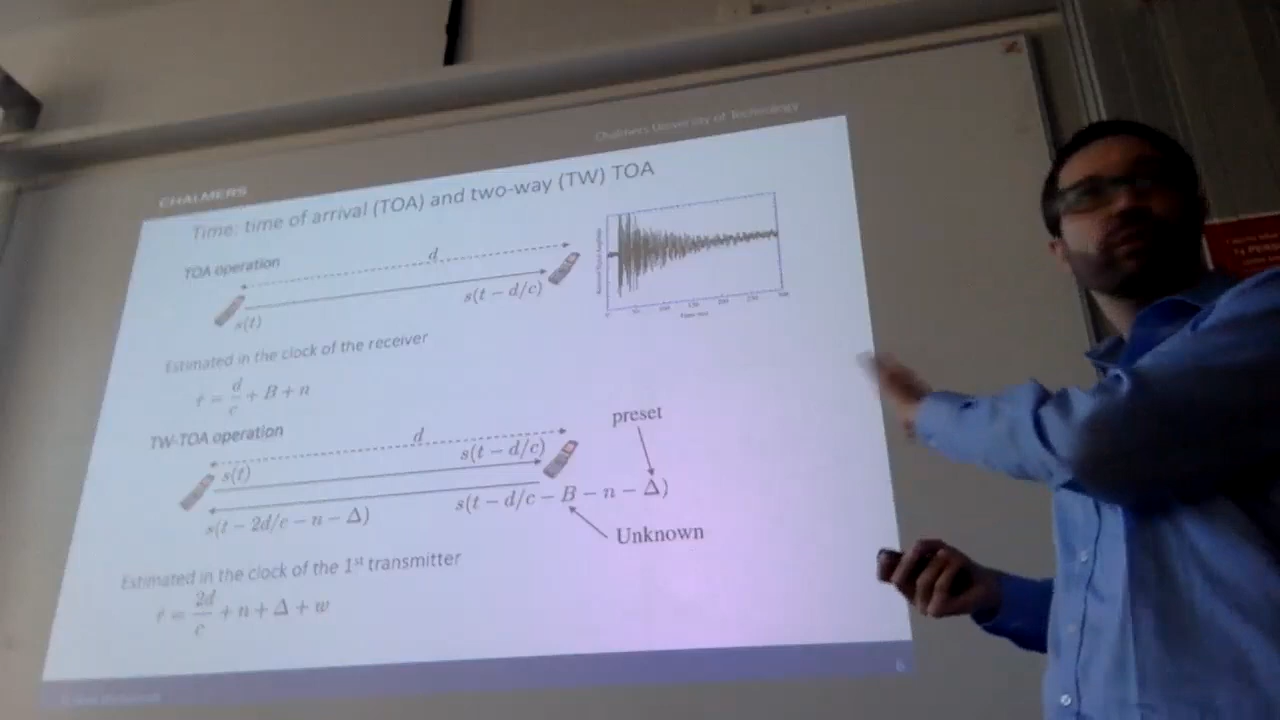 Chalmers University of Technology
CHALMERS
Time: time of arrival (TOA) and two-way (TW) TOA
TOA operation
d
s(t-d/c)
s(t)
Estimated in the clock of the receiver
r̂ = d/c + B + n
TW-TOA operation
d
preset
s(t)
s(t-d/c)
s(t-d/c-B-n-Δ)
s(t-2d/c-n-Δ)
Unknown
Estimated in the clock of the 1st transmitter
r̂ = 2d/c + n + Δ + w
6